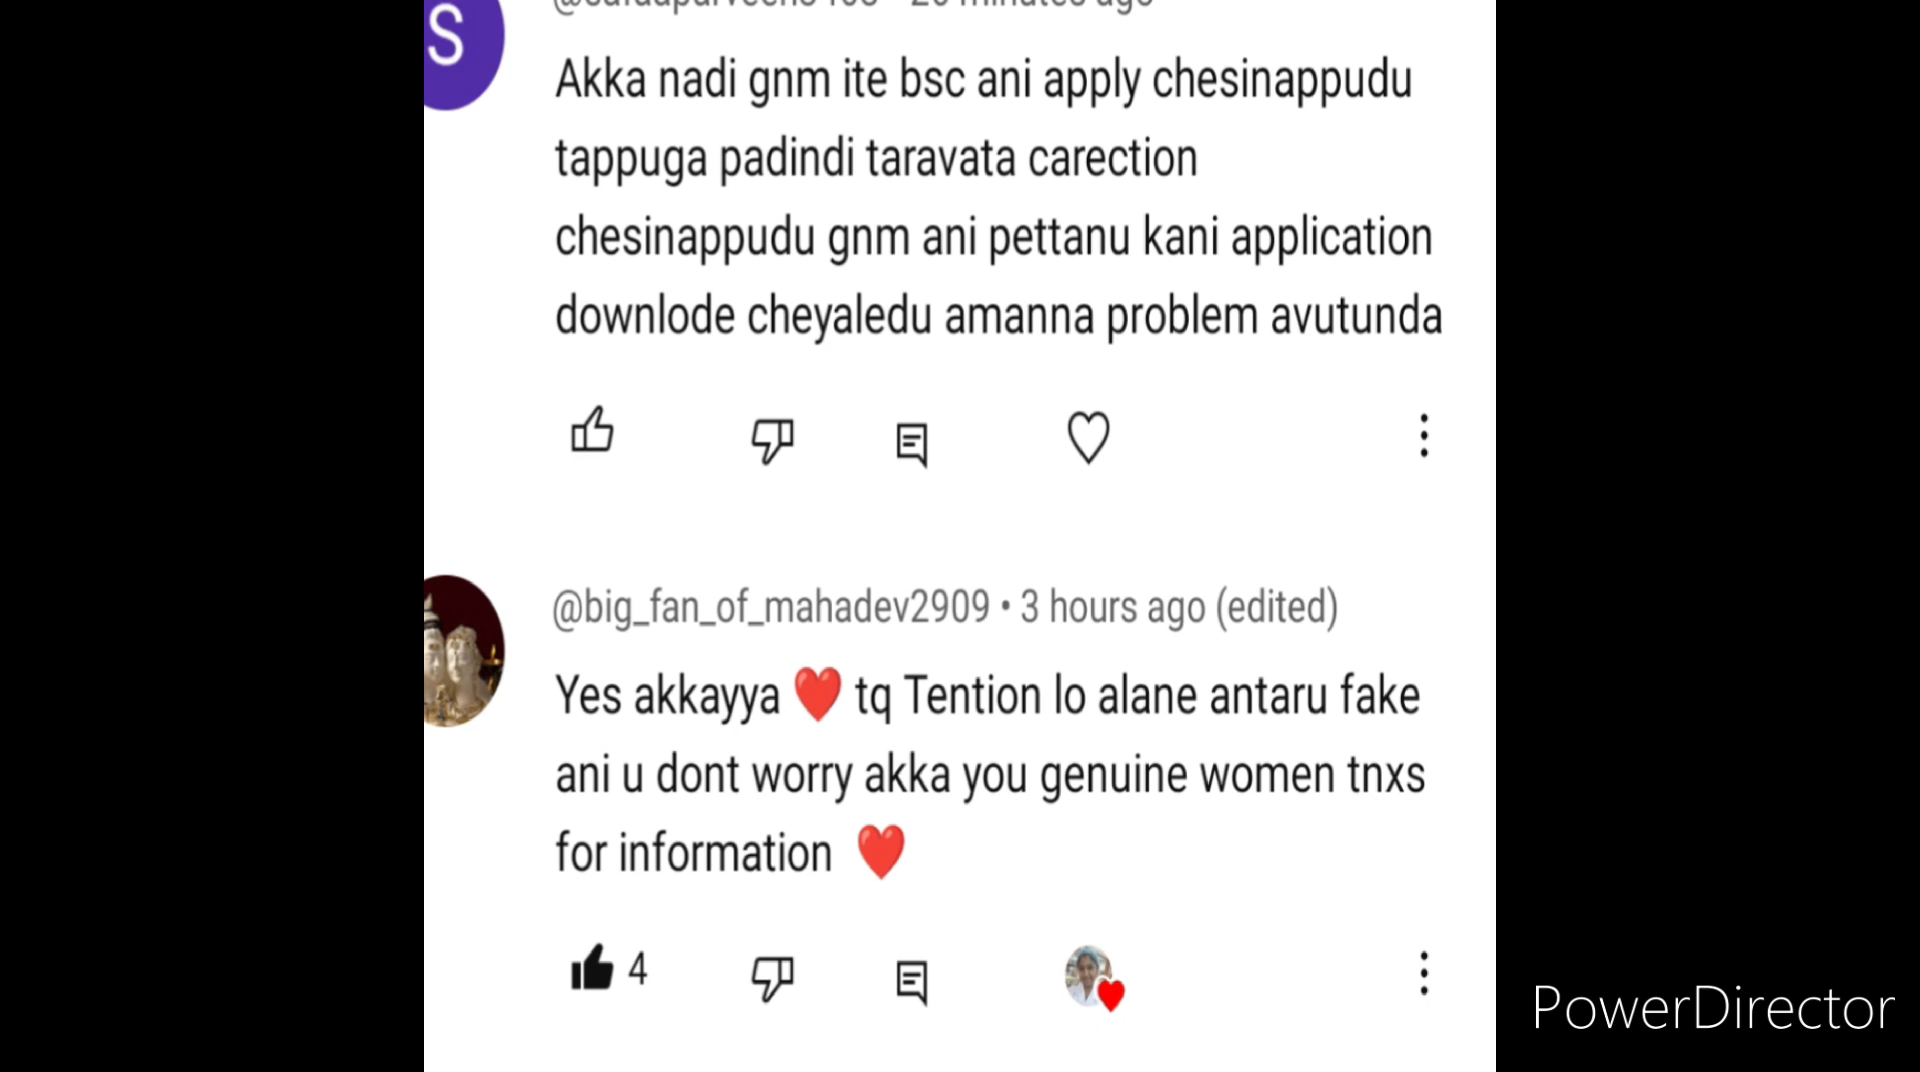 S
Akka nadi gnm ite bsc ani apply chesinappudu
tappuga padindi taravata carection
chesinappudu gnm ani pettanu kani application
downlode cheyaledu amanna problem avutunda
@big_fan_of_mahadev2909 • 3 hours ago (edited)
Yes akkayya ❤️ tq Tention lo alane antaru fake
ani u dont worry akka you genuine women tnxs
for information ❤️
4
PowerDirector